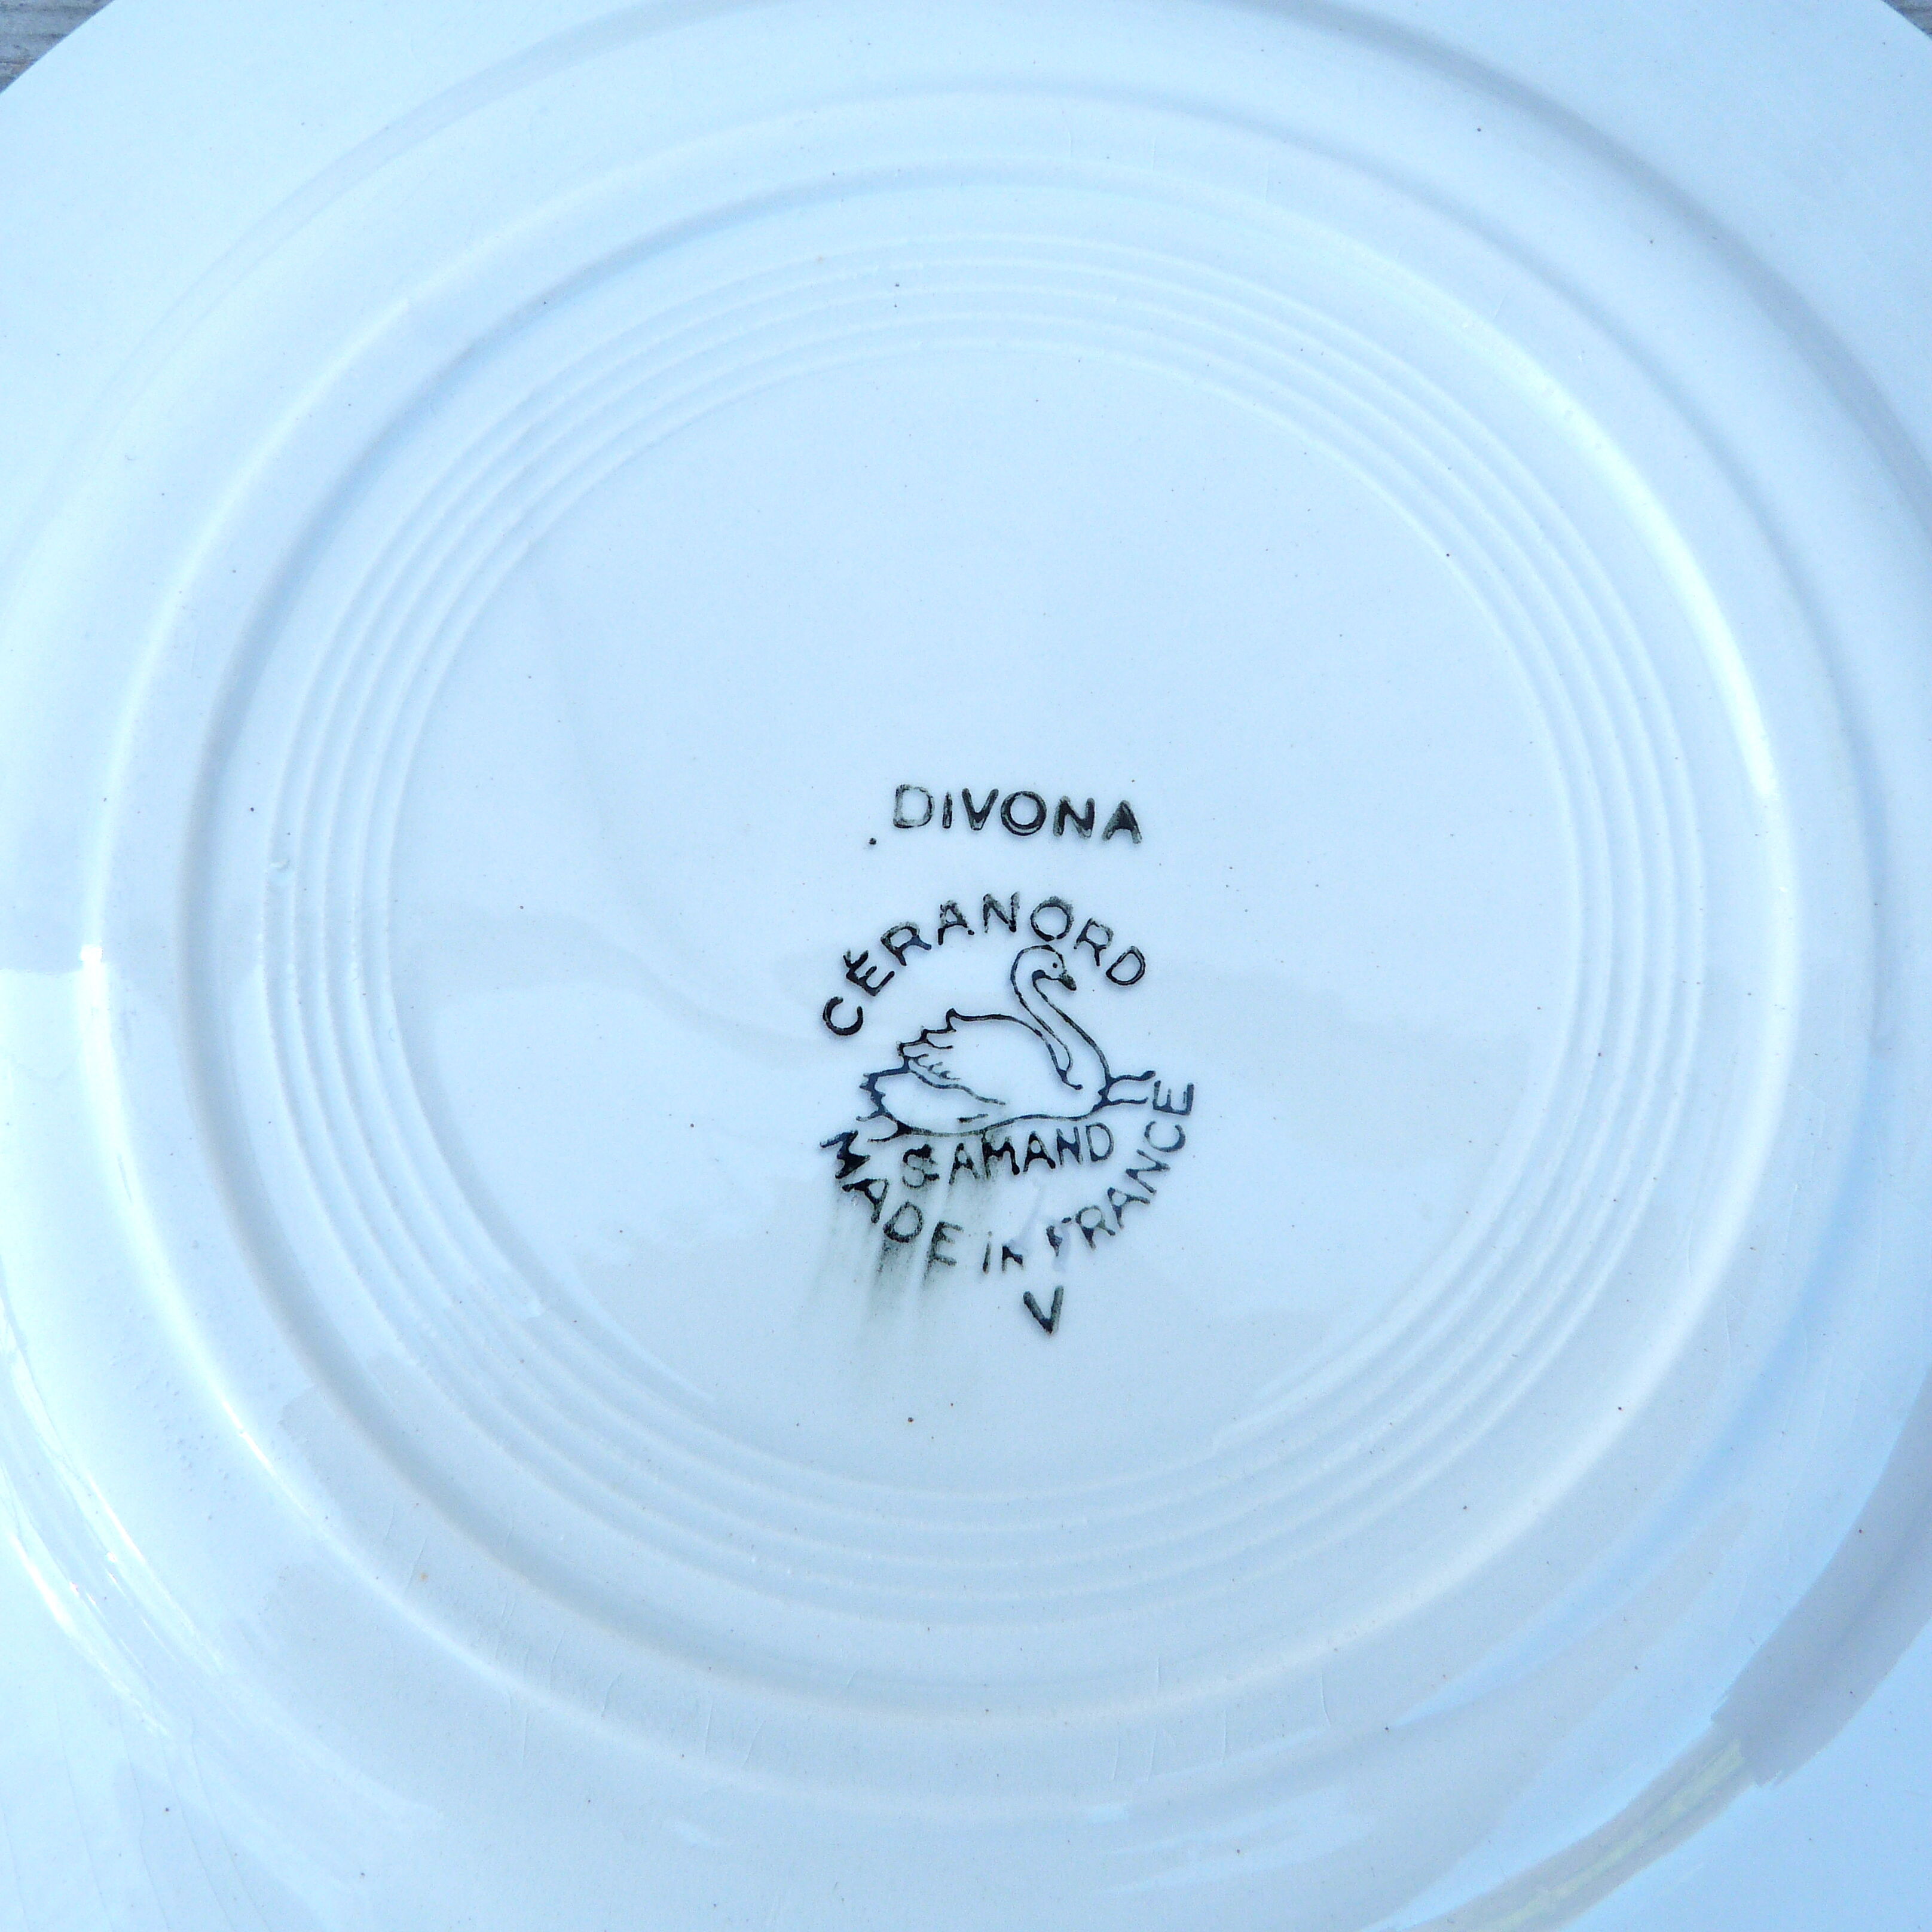 DIVONA
CÉRANORD
St AMAND
MADE IN FRANCE
V